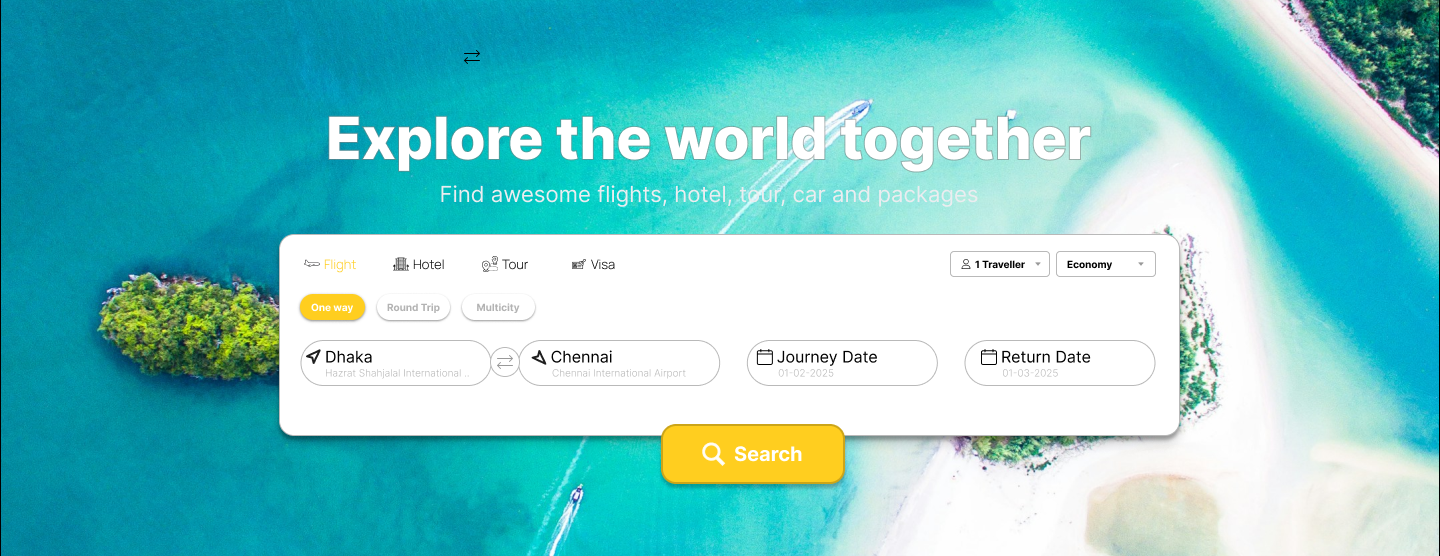 Explore the world together
Find awesome flights, hotel, tour, car and packages
Flight Hotel Tour Visa 1 Traveller Economy
One way Round Trip Multicity
Dhaka Chennai Journey Date Return Date
Hazrat Shahjalal International .. Chennai International Airport 01-02-2025 01-03-2025
Search